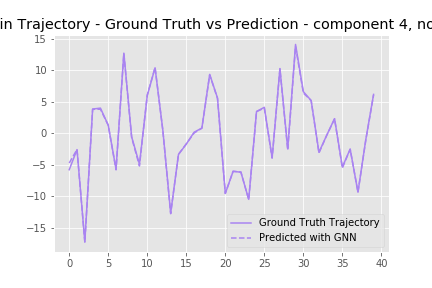 in Trajectory - Ground Truth vs Prediction - component 4, no
15
10
5
0
−5
−10
−15
Ground Truth Trajectory
Predicted with GNN
0 5 10 15 20 25 30 35 40